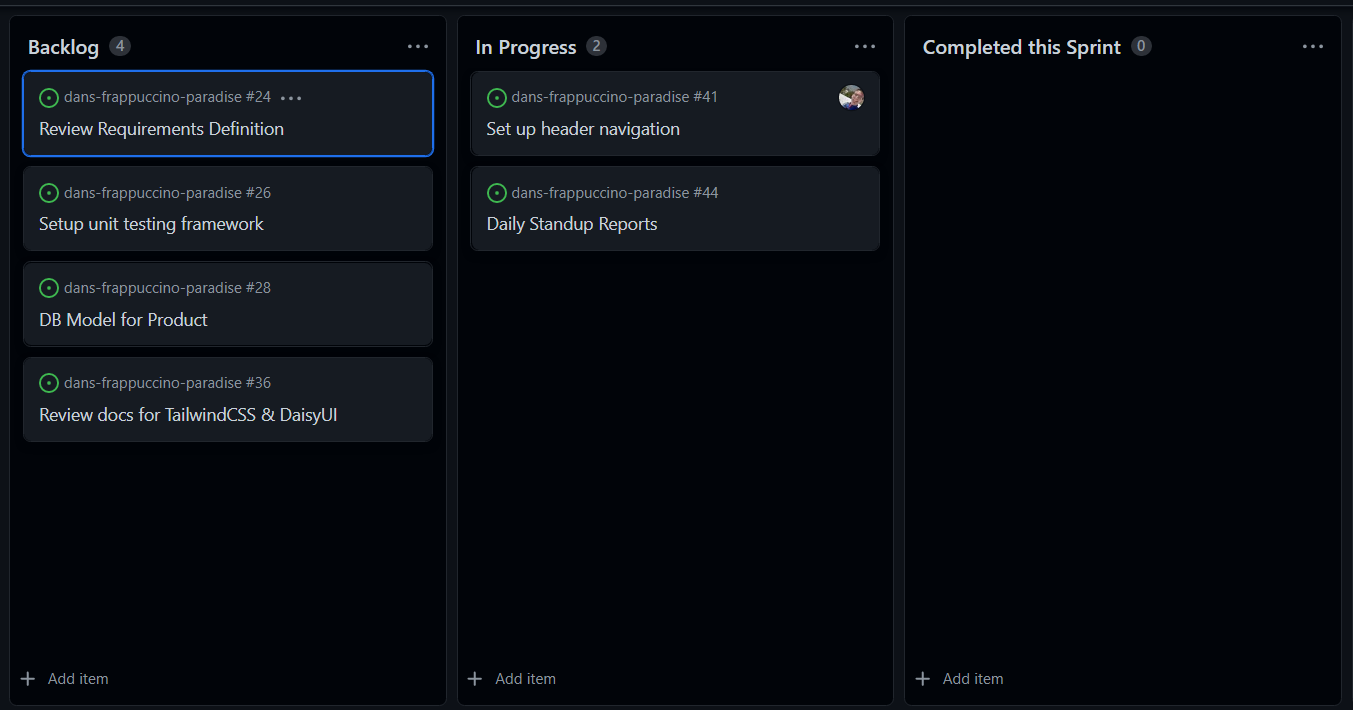 Backlog 4
dans-frappuccino-paradise #24
Review Requirements Definition
dans-frappuccino-paradise #26
Setup unit testing framework
dans-frappuccino-paradise #28
DB Model for Product
dans-frappuccino-paradise #36
Review docs for TailwindCSS & DaisyUI
Add item
In Progress 2
dans-frappuccino-paradise #41
Set up header navigation
dans-frappuccino-paradise #44
Daily Standup Reports
Add item
Completed this Sprint 0
Add item